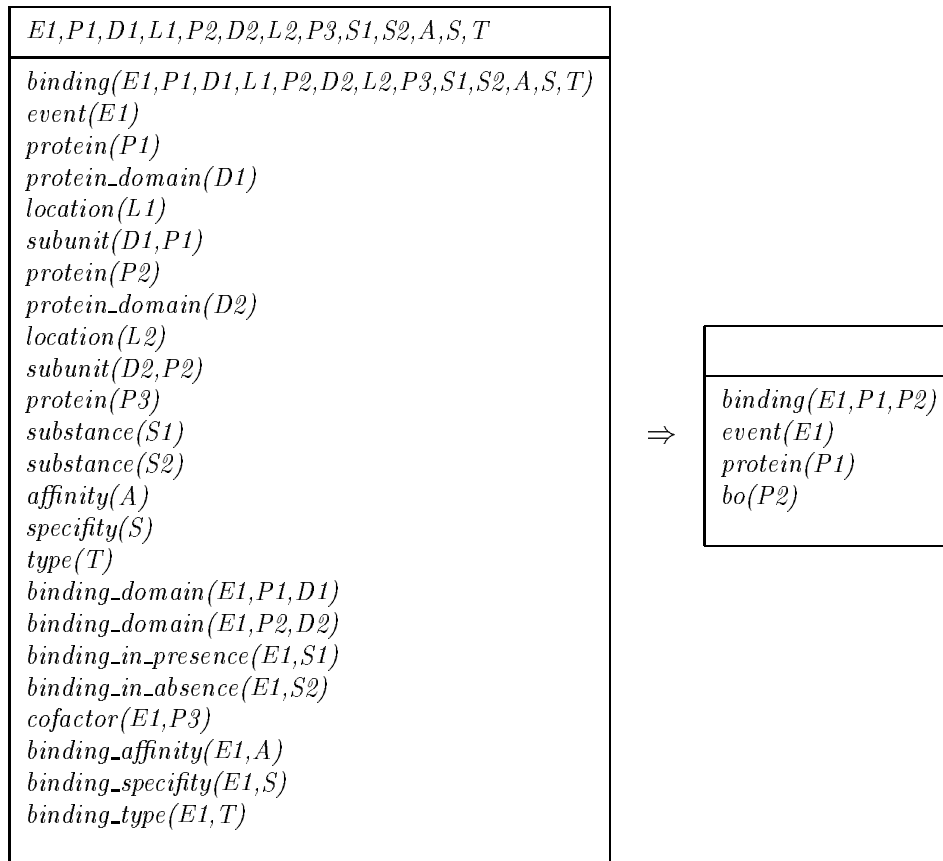 E1,P1,D1,L1,P2,D2,L2,P3,S1,S2,A,S,T
binding(E1,P1,D1,L1,P2,D2,L2,P3,S1,S2,A,S,T)
event(E1)
protein(P1)
protein_domain(D1)
location(L1)
subunit(D1,P1)
protein(P2)
protein_domain(D2)
location(L2)
subunit(D2,P2)
protein(P3)
substance(S1)
substance(S2)
affinity(A)
specifity(S)
type(T)
binding_domain(E1,P1,D1)
binding_domain(E1,P2,D2)
binding_in_presence(E1,S1)
binding_in_absence(E1,S2)
cofactor(E1,P3)
binding_affinity(E1,A)
binding_specifity(E1,S)
binding_type(E1,T)
⇒
binding(E1,P1,P2)
event(E1)
protein(P1)
bo(P2)